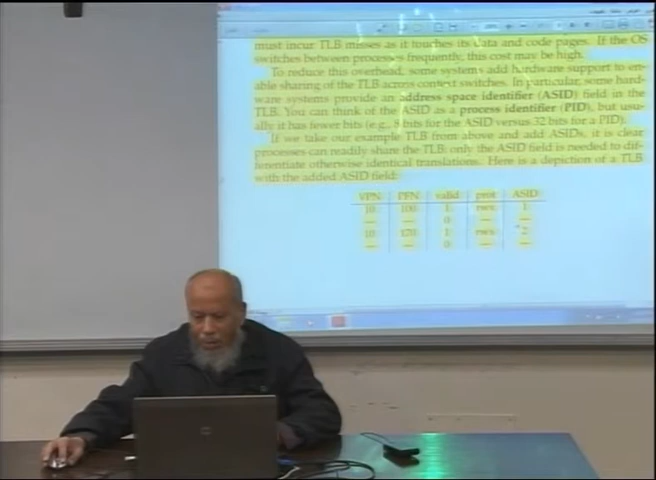 must incur TLB misses as it touches its data and code pages. If the OS
switches between processes frequently, this cost may be high.
To reduce this overhead, some systems add hardware support to en-
able sharing of the TLB across context switches. In particular, some hard-
ware systems provide an address space identifier (ASID) field in the
TLB. You can think of the ASID as a process identifier (PID), but usu-
ally it has fewer bits (e.g., 8 bits for the ASID versus 32 bits for a PID).
If we take our example TLB from above and add ASIDs, it is clear
processes can readily share the TLB: only the ASID field is needed to dif-
ferentiate otherwise identical translations. Here is a depiction of a TLB
with the added ASID field:
VPN PFN valid prot ASID
10 100 1 rwx 1
— — 0 — —
10 170 1 rwx 2
— — 0 — —